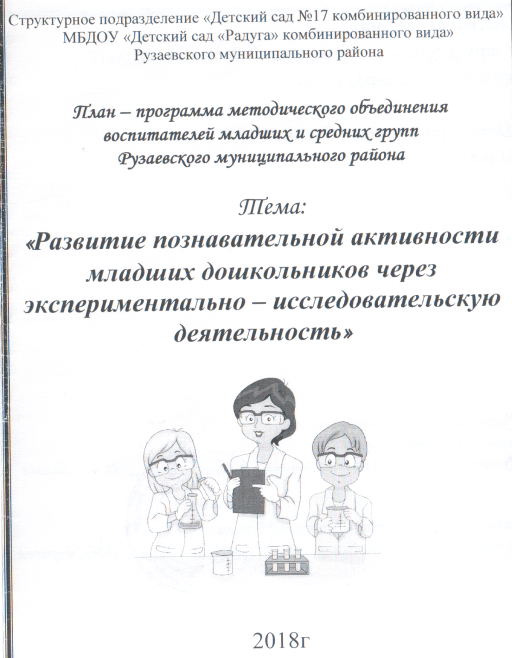 Структурное подразделение «Детский сад №17 комбинированного вида»
МБДОУ «Детский сад «Радуга» комбинированного вида»
Рузаевского муниципального района
План – программа методического объединения
воспитателей младших и средних групп
Рузаевского муниципального района
Тема:
«Развитие познавательной активности
младших дошкольников через
экспериментально – исследовательскую
деятельность»
2018г